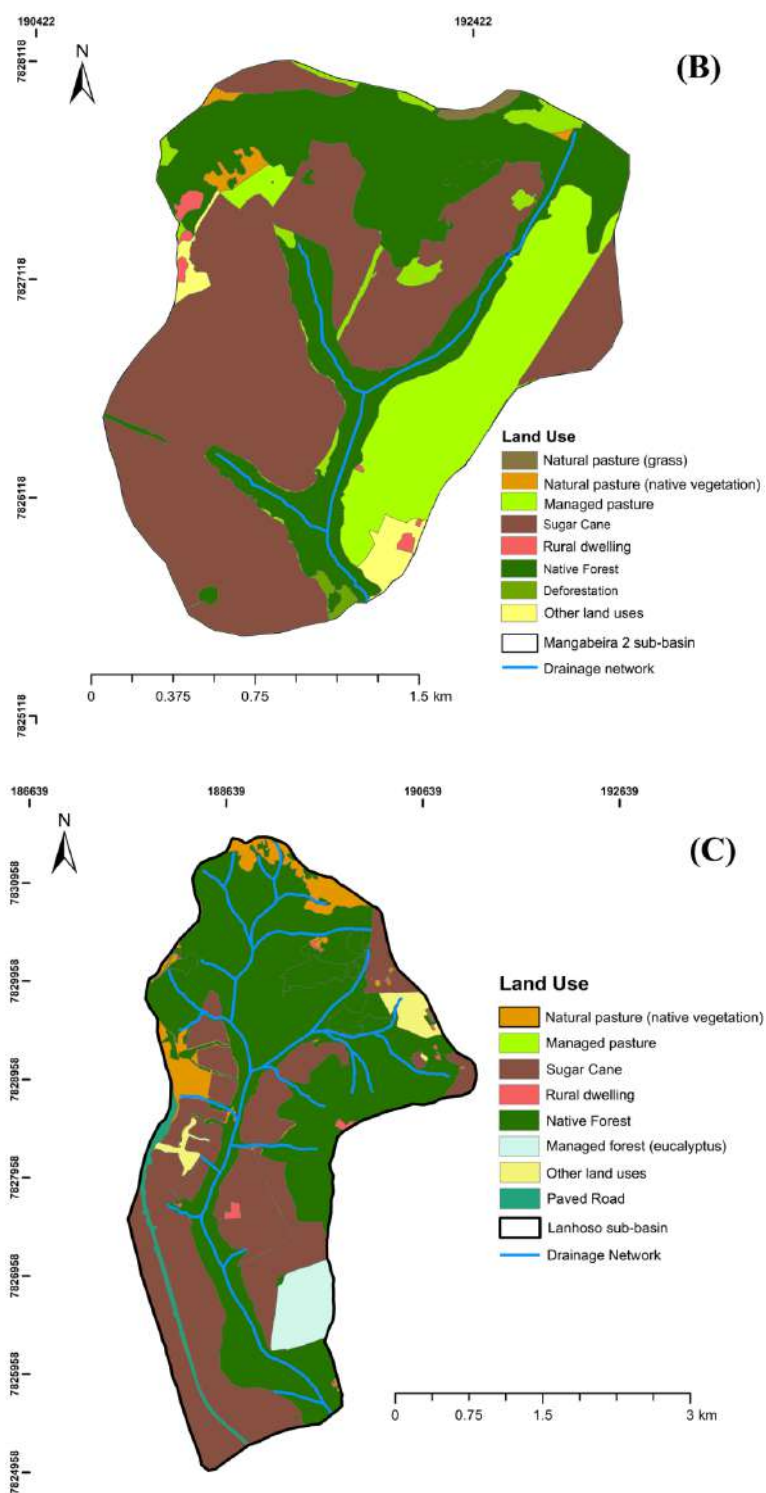 190422 192422
7828118
N
(B)
7827118
Land Use
Natural pasture (grass)
Natural pasture (native vegetation)
Managed pasture
7826118
Sugar Cane
Rural dwelling
Native Forest
Deforestation
Other land uses
Mangabeira 2 sub-basin
Drainage network
0 0.375 0.75 1.5 km
7825118
186639 188639 190639 192639
N
(C)
7830958
7829958
Land Use
Natural pasture (native vegetation)
Managed pasture
Sugar Cane
7828958
Rural dwelling
Native Forest
Managed forest (eucalyptus)
7827958
Other land uses
Paved Road
Lanhoso sub-basin
Drainage Network
7826958
7825958
0 0.75 1.5 3 km
7824958